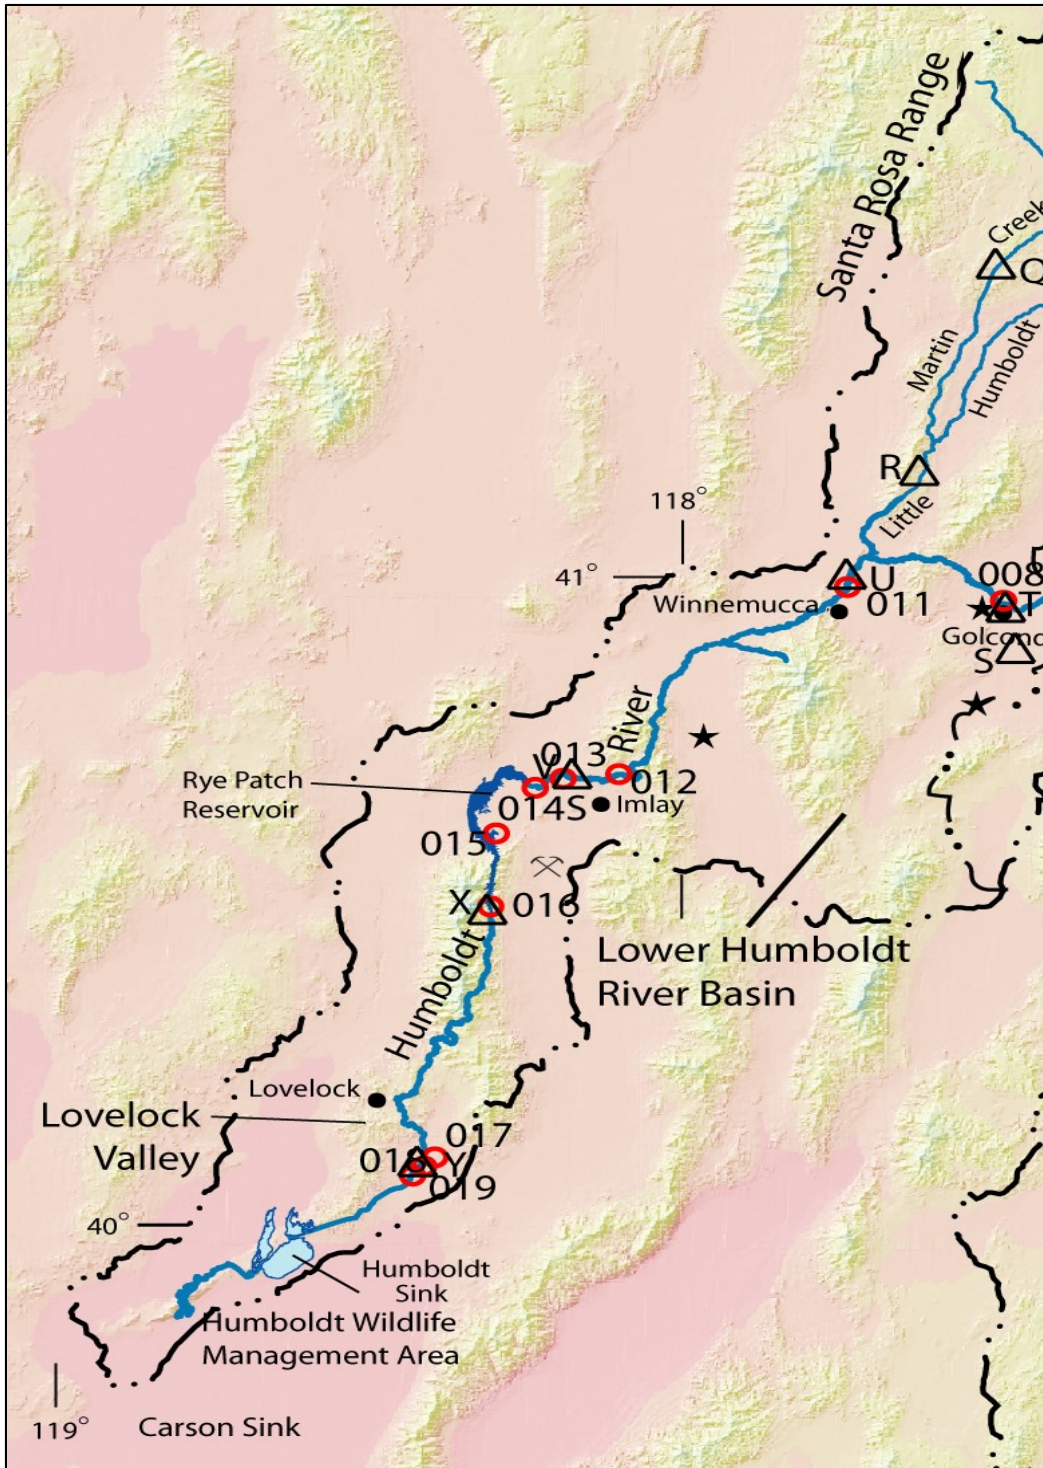 Santa Rosa Range
Creek
Q
Martin
Humboldt
R
Little
118°
41°
U
008
Winnemucca
011
T
Golcond
S
River
013
V
012
Rye Patch
Reservoir
014S
Imlay
015
X
016
Humboldt
Lower Humboldt
River Basin
Lovelock
Lovelock
Valley
017
018
Y
019
40°
Humboldt
Sink
Humboldt Wildlife
Management Area
119°
Carson Sink